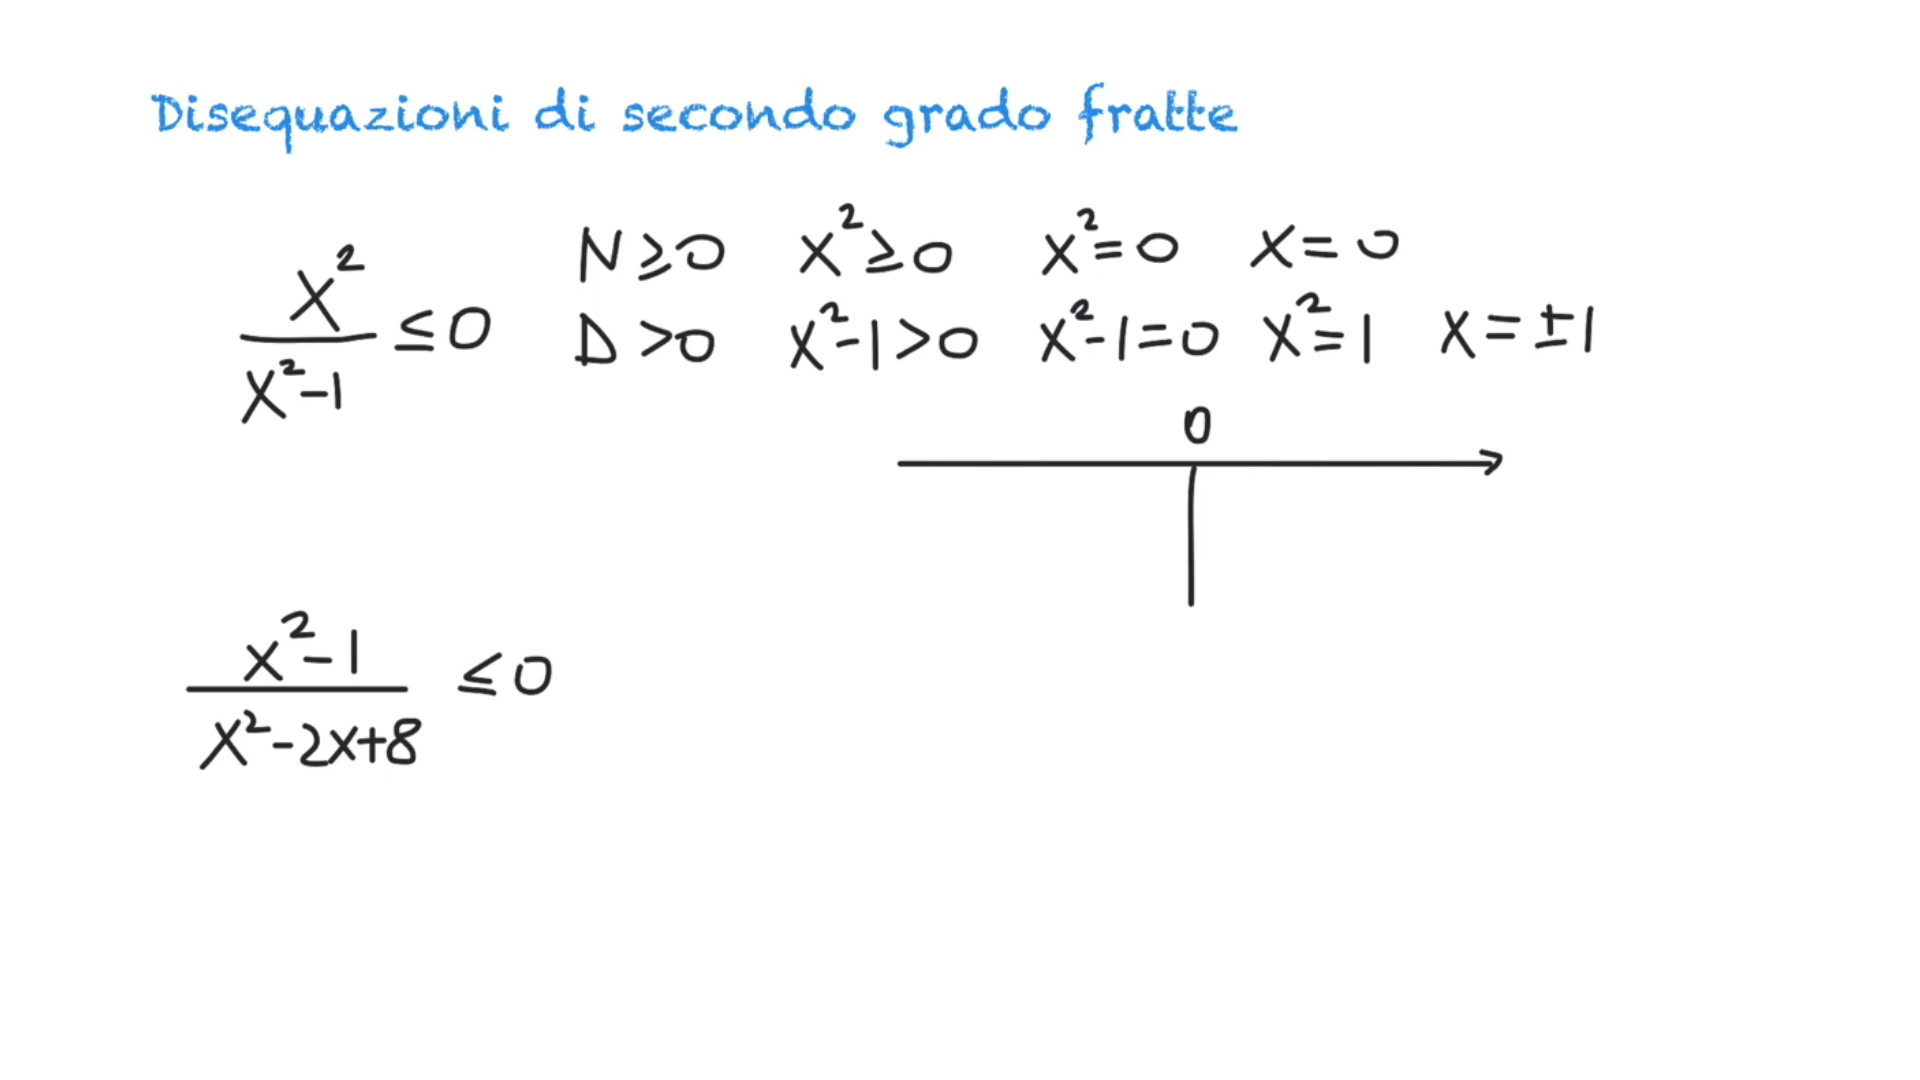 Disequazioni di secondo grado fratte
x²/(x²-1) ≤ 0
N ≥ 0 x² ≥ 0 x² = 0 x = 0
D > 0 x²-1 > 0 x²-1 = 0 x² = 1 x = ±1
0
(x²-1)/(x²-2x+8) ≤ 0